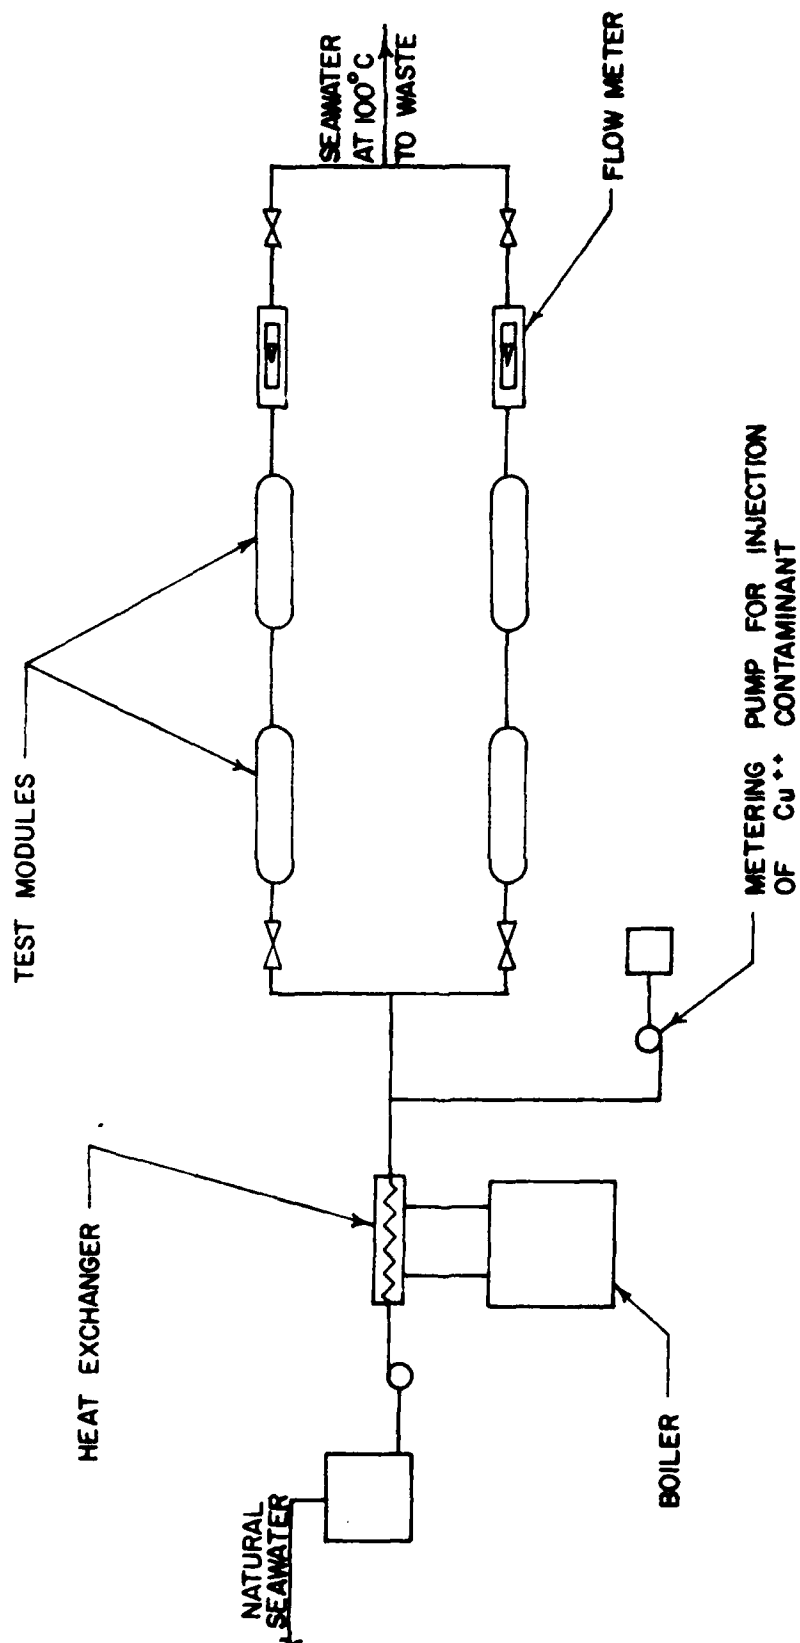 NATURAL
SEAWATER
HEAT EXCHANGER
BOILER
TEST MODULES
METERING PUMP FOR INJECTION
OF Cu++ CONTAMINANT
FLOW METER
SEAWATER
AT 100°C
TO WASTE